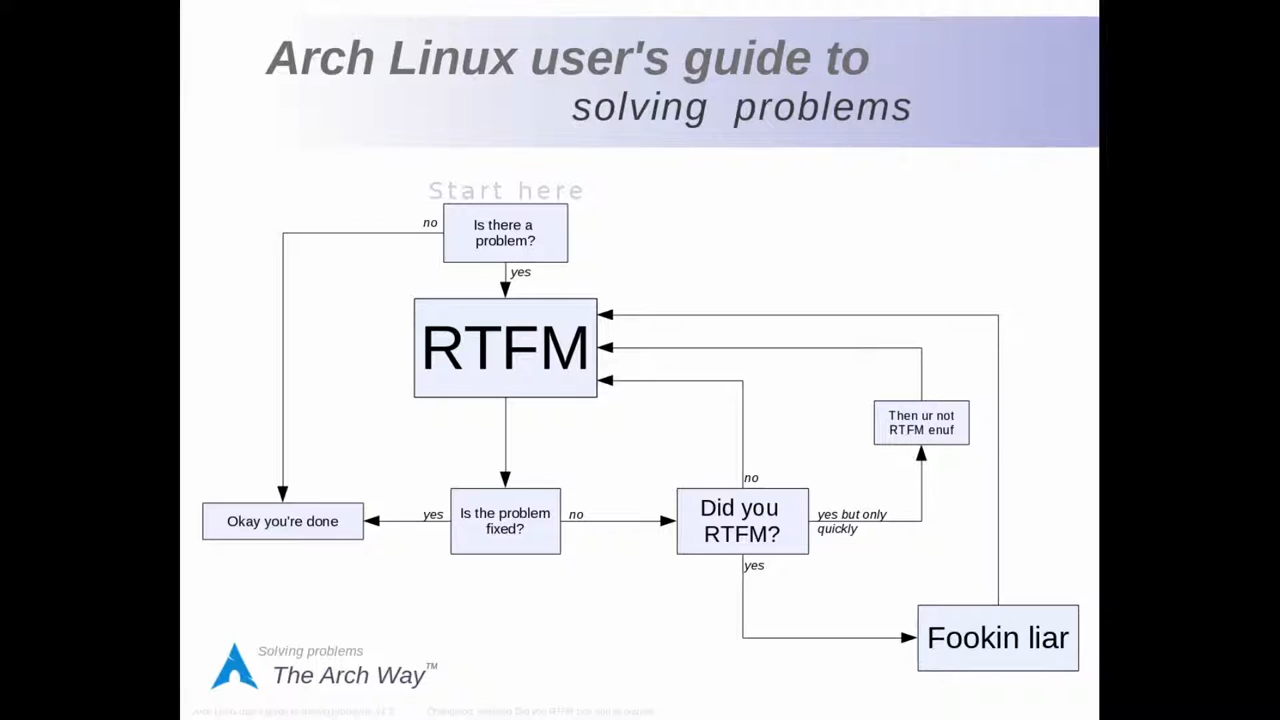 Arch Linux user's guide to
solving problems
Start here
no
Is there a
problem?
yes
RTFM
Then ur not
RTFM enuf
no
Okay you're done
yes
Is the problem
fixed?
no
Did you
RTFM?
yes but only
quickly
yes
Fookin liar
Solving problems
The Arch Way™